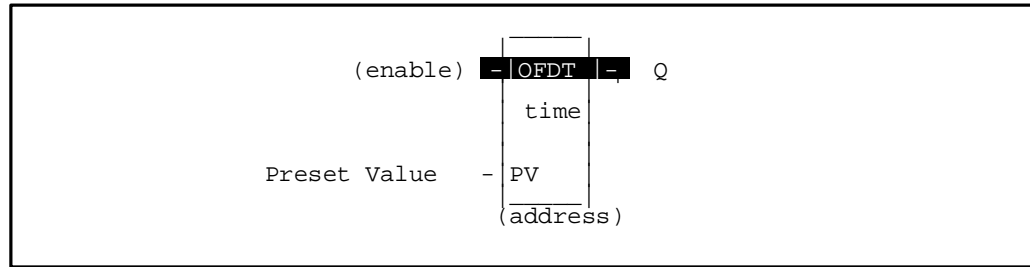 (enable) -|OFDT |- Q
time
Preset Value -|PV
(address)